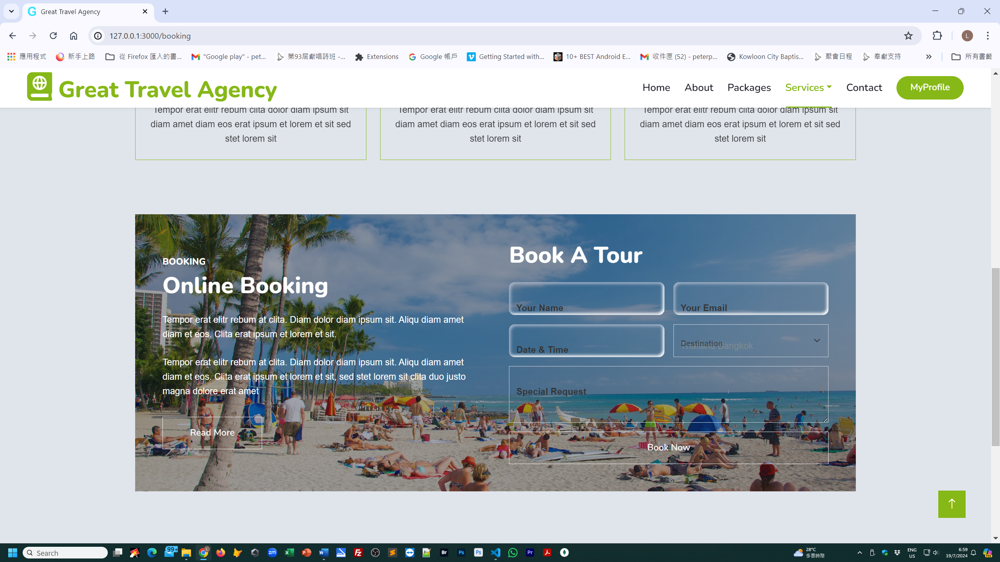 Great Travel Agency
127.0.0.1:3000/booking
L
應用程式
新手上路
從 Firefox 匯入的書...
"Google play" - pet...
第93屆獻唱詩班 -...
Extensions
Google 帳戶
Getting Started with...
10+ BEST Android E...
收件匣 (52) - peterp...
Kowloon City Baptis...
聚會日程
奉獻支持
所有書籤
Great Travel Agency
Home
About
Packages
Services
Contact
MyProfile
Tempor erat elitr rebum clita dolor diam ipsum sit
diam amet diam eos erat ipsum et lorem et sit sed
stet lorem sit
Tempor erat elitr rebum clita dolor diam ipsum sit
diam amet diam eos erat ipsum et lorem et sit sed
stet lorem sit
Tempor erat elitr rebum clita dolor diam ipsum sit
diam amet diam eos erat ipsum et lorem et sit sed
stet lorem sit
BOOKING
Online Booking
Tempor erat elitr rebum at clita. Diam dolor diam ipsum sit. Aliqu diam amet
diam et eos. Clita erat ipsum et lorem et sit.
Tempor erat elitr rebum at clita. Diam dolor diam ipsum sit. Aliqu diam amet
diam et eos. Clita erat ipsum et lorem et sit, sed stet lorem sit clita duo justo
magna dolore erat amet
Read More
Book A Tour
Your Name
Your Email
Date & Time
Destination
Thailand Bangkok
Special Request
Book Now
Search
99+
L
zm
Br
Ps
Ps
Pr
28°C
多雲時陰
ENG
US
6:59
19/7/2024
PRE